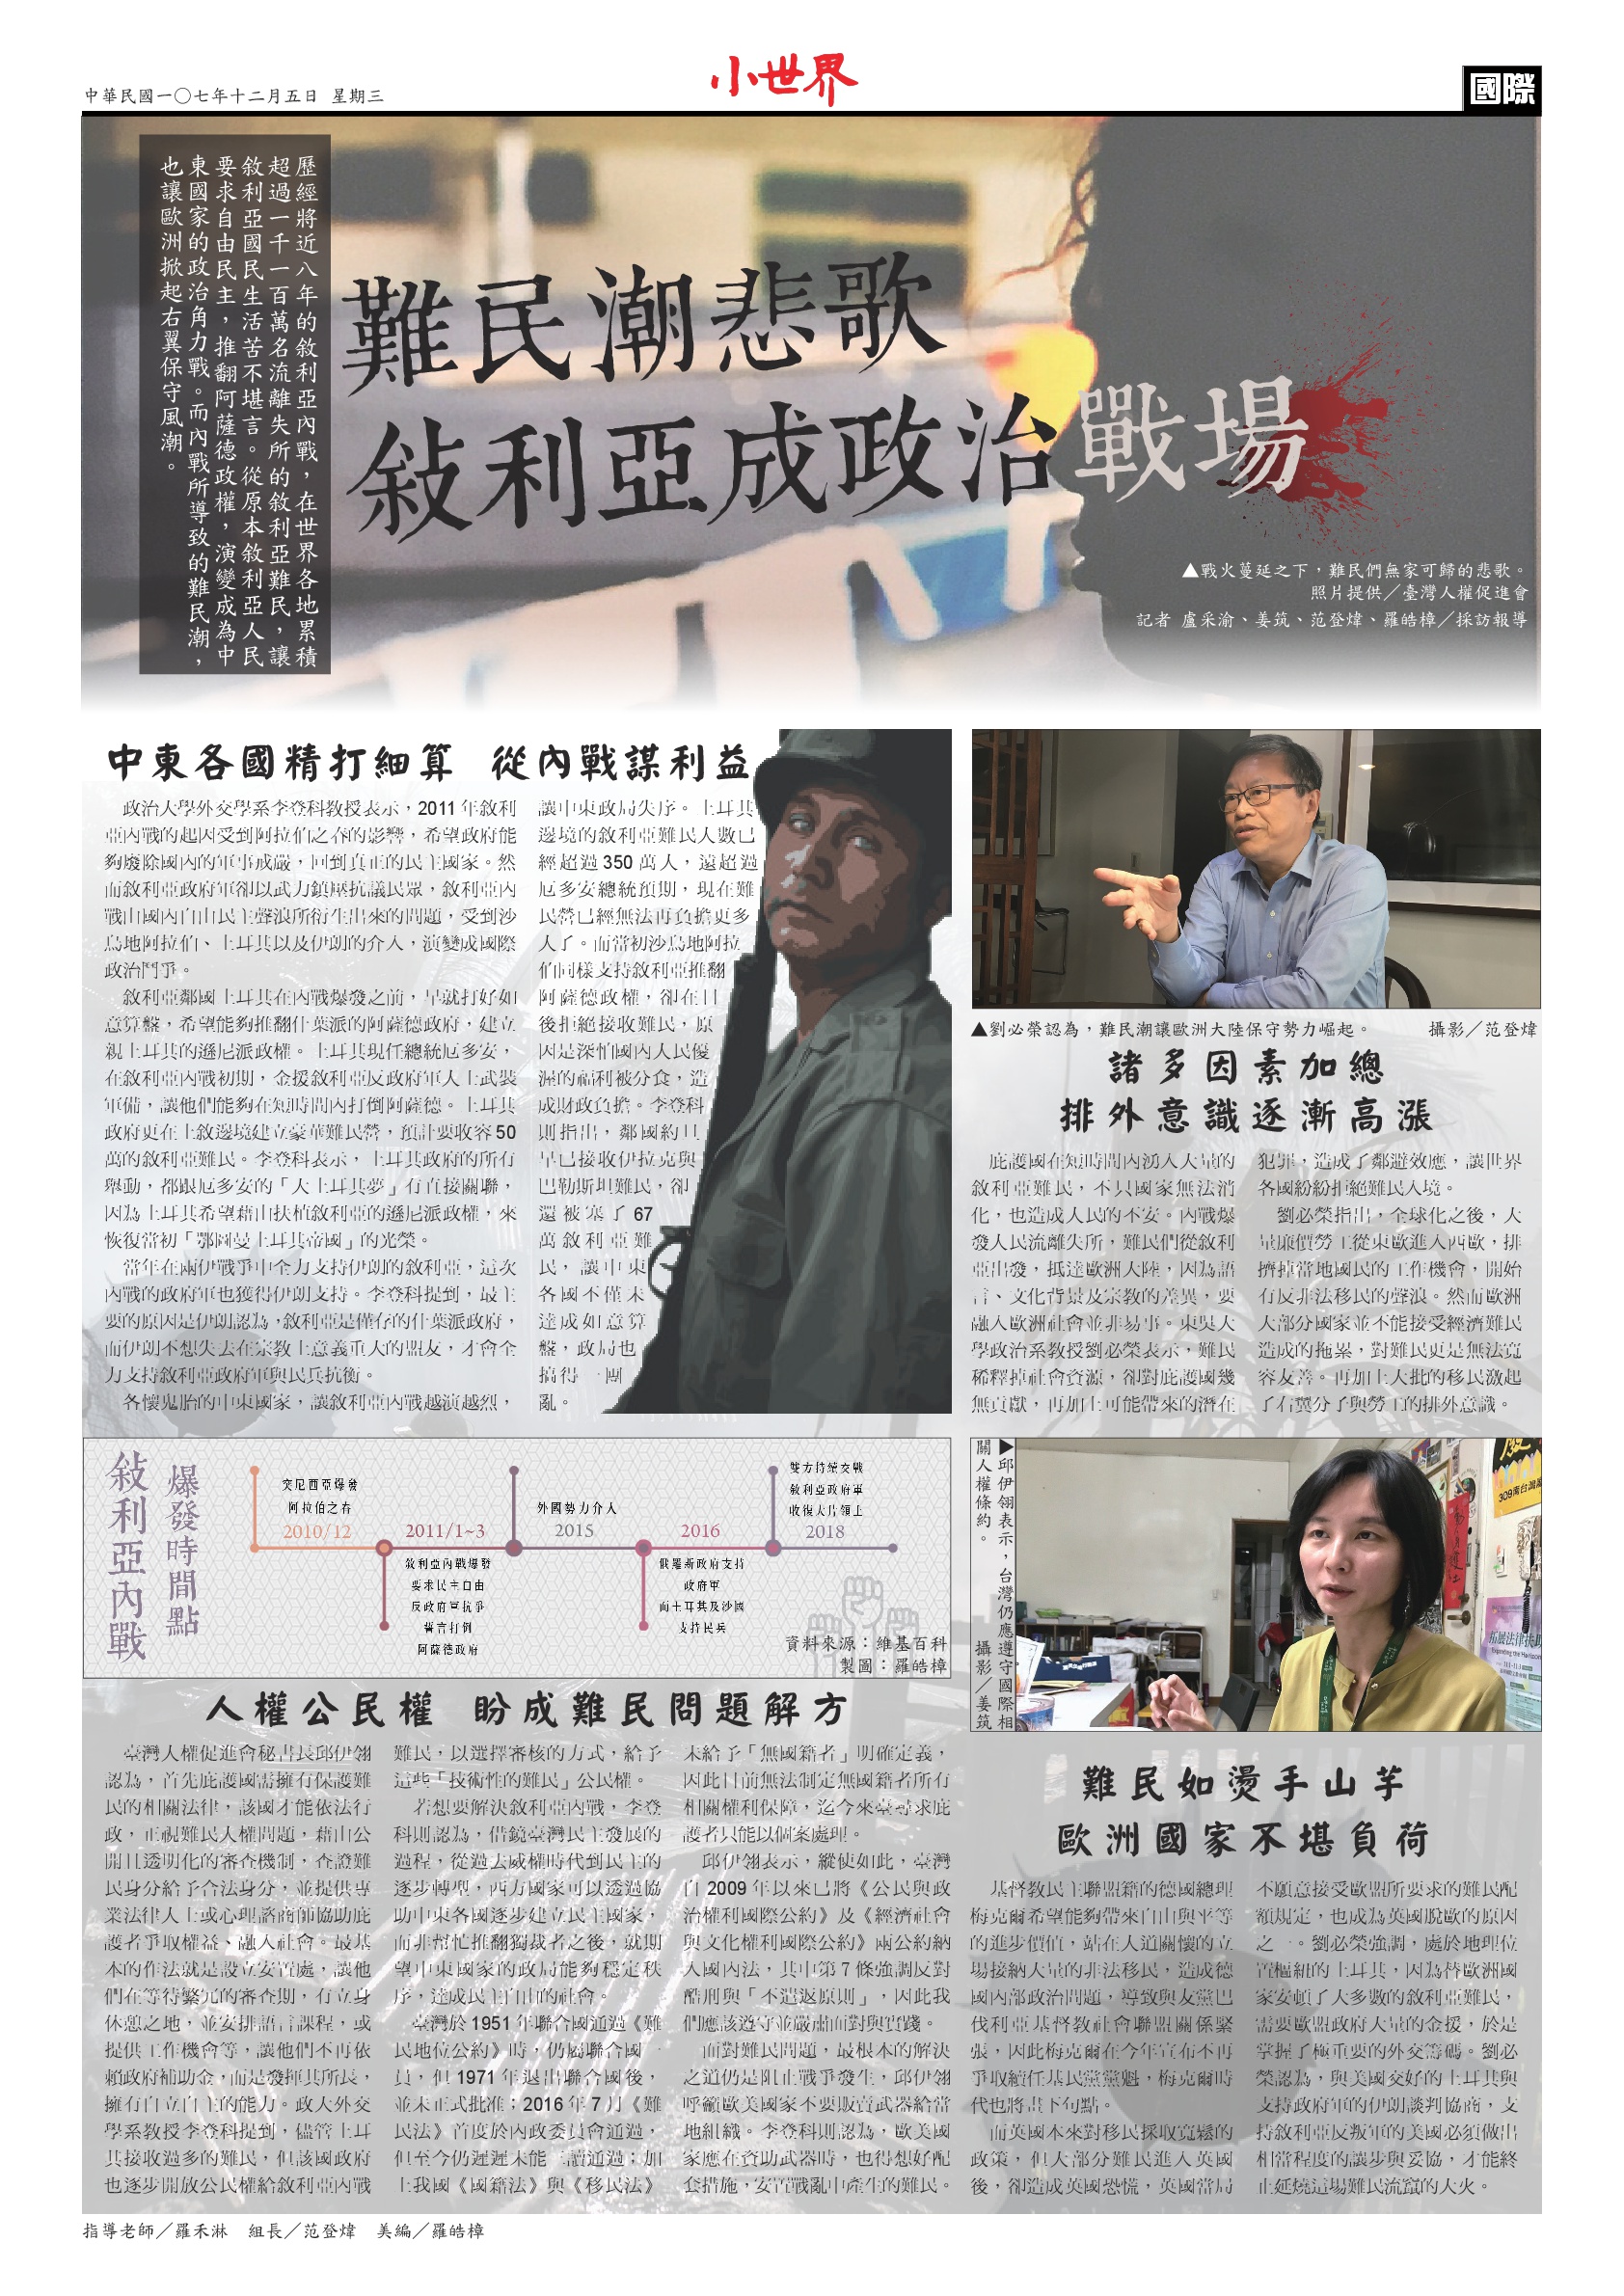 中華民國一〇七年十二月五日 星期三
小世界
國際
歷經將近八年的敘利亞內戰，在世界各地累積
超過一千一百萬名流離失所的敘利亞難民，讓
敘利亞國民生活苦不堪言。從原本敘利亞人民
要求自由民主，推翻阿薩德政權，演變成為中
東國家的政治角力戰。而內戰所導致的難民潮，
也讓歐洲掀起右翼保守風潮。
難民潮悲歌
敍利亞成政治戰場
▲戰火蔓延之下，難民們無家可歸的悲歌。
照片提供／臺灣人權促進會
記者 盧采渝、姜筑、范登煒、羅皓樟／採訪報導
中東各國精打細算 從內戰謀利益
政治大學外交學系李登科教授表示，2011 年敘利
亞內戰的起因受到阿拉伯之春的影響，希望政府能
夠廢除國內的軍事戒嚴，回到真正的民主國家。然
而敘利亞政府軍卻以武力鎮壓抗議民眾，敘利亞內
戰由國內自由民主聲浪所衍生出來的問題，受到沙
烏地阿拉伯、土耳其以及伊朗的介入，演變成國際
政治鬥爭。
敘利亞鄰國土耳其在內戰爆發之前，早就打好如
意算盤，希望能夠推翻什葉派的阿薩德政府，建立
親土耳其的遜尼派政權。土耳其現任總統厄多安，
在敘利亞內戰初期，金援敘利亞反政府軍人士武裝
軍備，讓他們能夠在短時間內打倒阿薩德。土耳其
政府更在土敘邊境建立豪華難民營，預計要收容 50
萬的敘利亞難民。李登科表示，土耳其政府的所有
舉動，都跟厄多安的「大土耳其夢」有直接關聯，
因為土耳其希望藉由扶植敘利亞的遜尼派政權，來
恢復當初「鄂圖曼土耳其帝國」的光榮。
當年在兩伊戰爭中全力支持伊朗的敘利亞，這次
內戰的政府軍也獲得伊朗支持。李登科提到，最主
要的原因是伊朗認為，敘利亞是僅存的什葉派政府，
而伊朗不想失去在宗教上意義重大的盟友，才會全
力支持敘利亞政府軍與民兵抗衡。
各懷鬼胎的中東國家，讓敘利亞內戰越演越烈，
讓中東政局失序。土耳其
邊境的敘利亞難民人數已
經超過 350 萬人，遠超過
厄多安總統預期，現在難
民營已經無法再負擔更多
人了。而當初沙烏地阿拉
伯同樣支持敘利亞推翻
阿薩德政權，卻在日
後拒絕接收難民，原
因是深怕國內人民優
渥的福利被分食，造
成財政負擔。李登科
則指出，鄰國約旦
早已接收伊拉克與
巴勒斯坦難民，卻
還被塞了 67
萬敘利亞難
民，讓中東
各國不僅未
達成如意算
盤，政局也
搞得一團
亂。
▲劉必榮認為，難民潮讓歐洲大陸保守勢力崛起。 攝影／范登煒
諸多因素加總
排外意識逐漸高漲
庇護國在短時間內湧入大量的
敘利亞難民，不只國家無法消
化，也造成人民的不安。內戰爆
發人民流離失所，難民們從敘利
亞出發，抵達歐洲大陸，因為語
言、文化背景及宗教的差異，要
融入歐洲社會並非易事。東吳大
學政治系教授劉必榮表示，難民
稀釋掉社會資源，卻對庇護國幾
無貢獻，再加上可能帶來的潛在
犯罪，造成了鄰避效應，讓世界
各國紛紛拒絕難民入境。
劉必榮指出，全球化之後，大
量廉價勞工從東歐進入西歐，排
擠掉當地國民的工作機會，開始
有反非法移民的聲浪。然而歐洲
大部分國家並不能接受經濟難民
造成的拖累，對難民更是無法寬
容友善。再加上大批的移民激起
了右翼分子與勞工的排外意識。
敍利亞內戰
爆發時間點
突尼西亞爆發
阿拉伯之春
2010/12
2011/1~3
敘利亞內戰爆發
要求民主自由
反政府軍抗爭
誓言打倒
阿薩德政府
外國勢力介入
2015
2016
俄羅斯政府支持
政府軍
而土耳其及沙國
支持民兵
雙方持續交戰
敘利亞政府軍
收復大片領土
2018
資料來源：維基百科
製圖：羅皓樟
▶邱伊翎表示，台灣仍應遵守國際相
關人權條約。 攝影／姜筑
人權公民權 盼成難民問題解方
臺灣人權促進會秘書長邱伊翎
認為，首先庇護國需擁有保護難
民的相關法律，該國才能依法行
政，正視難民人權問題，藉由公
開且透明化的審查機制，查證難
民身分給予合法身分，並提供專
業法律人士或心理諮商師協助庇
護者爭取權益、融入社會。最基
本的作法就是設立安置處，讓他
們在等待繁冗的審查期，有立身
休憩之地，並安排語言課程，或
提供工作機會等，讓他們不再依
賴政府補助金，而是發揮其所長，
擁有自立自主的能力。政大外交
學系教授李登科提到，儘管土耳
其接收過多的難民，但該國政府
也逐步開放公民權給敘利亞內戰
難民，以選擇審核的方式，給予
這些「技術性的難民」公民權。
若想要解決敘利亞內戰，李登
科則認為，借鏡臺灣民主發展的
過程，從過去威權時代到民主的
逐步轉型，西方國家可以透過協
助中東各國逐步建立民主國家，
而非幫忙推翻獨裁者之後，就期
望中東國家的政局能夠穩定秩
序，達成民主自由的社會。
臺灣於 1951 年聯合國通過《難
民地位公約》時，仍屬聯合國一
員，但 1971 年退出聯合國後，
並未正式批准；2016 年 7 月《難
民法》首度於內政委員會通過，
但至今仍遲遲未能三讀通過；加
上我國《國籍法》與《移民法》
未給予「無國籍者」明確定義，
因此目前無法制定無國籍者所有
相關權利保障，迄今來臺尋求庇
護者只能以個案處理。
邱伊翎表示，縱使如此，臺灣
自 2009 年以來已將《公民與政
治權利國際公約》及《經濟社會
與文化權利國際公約》兩公約納
入國內法，其中第 7 條強調反對
酷刑與「不遣返原則」，因此我
們應該遵守並嚴肅面對與實踐。
面對難民問題，最根本的解決
之道仍是阻止戰爭發生，邱伊翎
呼籲歐美國家不要販賣武器給當
地組織。李登科則認為，歐美國
家應在資助武器時，也得想好配
套措施，安置戰亂中產生的難民。
難民如燙手山芋
歐洲國家不堪負荷
基督教民主聯盟籍的德國總理
梅克爾希望能夠帶來自由與平等
的進步價值，站在人道關懷的立
場接納大量的非法移民，造成德
國內部政治問題，導致與友黨巴
伐利亞基督教社會聯盟關係緊
張，因此梅克爾在今年宣布不再
爭取續任基民黨黨魁，梅克爾時
代也將畫下句點。
而英國本來對移民採取寬鬆的
政策，但大部分難民進入英國
後，卻造成英國恐慌，英國當局
不願意接受歐盟所要求的難民配
額規定，也成為英國脫歐的原因
之一。劉必榮強調，處於地理位
置樞紐的土耳其，因為替歐洲國
家安頓了大多數的敘利亞難民，
需要歐盟政府大量的金援，於是
掌握了極重要的外交籌碼。劉必
榮認為，與美國交好的土耳其與
支持政府軍的伊朗談判協商，支
持敘利亞反叛軍的美國必須做出
相當程度的讓步與妥協，才能終
止延燒這場難民流竄的大火。
指導老師／羅禾淋 組長／范登煒 美編／羅皓樟